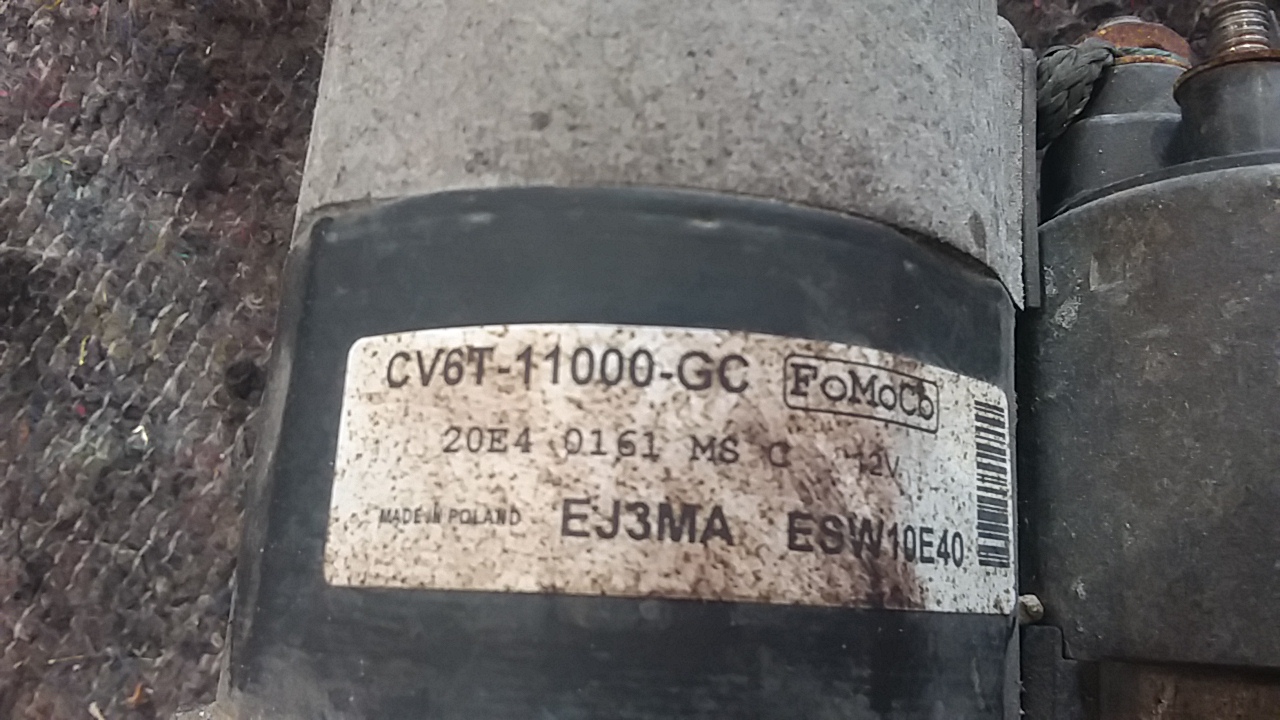 CV6T-11000-GC FoMoCo
20E4 0161 MS C 12V
MADE IN POLAND EJ3MA ESW10E40